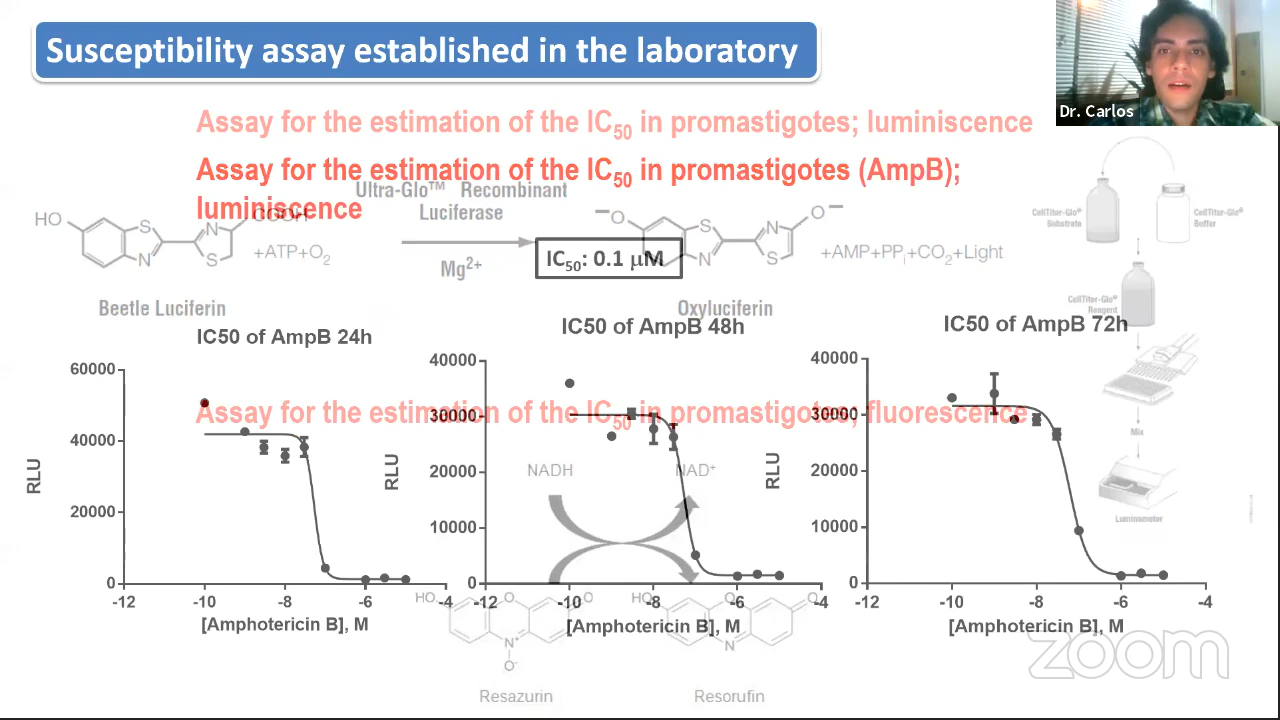 Susceptibility assay established in the laboratory
Dr. Carlos
Assay for the estimation of the IC50 in promastigotes; luminiscence
Assay for the estimation of the IC50 in promastigotes (AmpB);
luminiscence
Ultra-Glo™ Recombinant
Luciferase
Mg2+
HO
S
N
N
S
COOH
+ATP+O2
Beetle Luciferin
IC50: 0.1 µM
−O
S
N
N
S
O−
+AMP+PPi+CO2+Light
Oxyluciferin
CellTiter-Glo®
Substrate
CellTiter-Glo®
Buffer
CellTiter-Glo®
Reagent
Mix
Luminometer
IC50 of AmpB 24h
60000
40000
20000
0
RLU
-12
-10
-8
-6
-4
[Amphotericin B], M
IC50 of AmpB 48h
40000
30000
20000
10000
0
RLU
-12
-10
-8
-6
-4
[Amphotericin B], M
IC50 of AmpB 72h
40000
30000
20000
10000
0
RLU
-12
-10
-8
-6
-4
[Amphotericin B], M
Assay for the estimation of the IC50 in promastigotes; fluorescence
NADH
NAD+
HO
O
O
N+
O-
Resazurin
HO
O
O
N
Resorufin
zoom